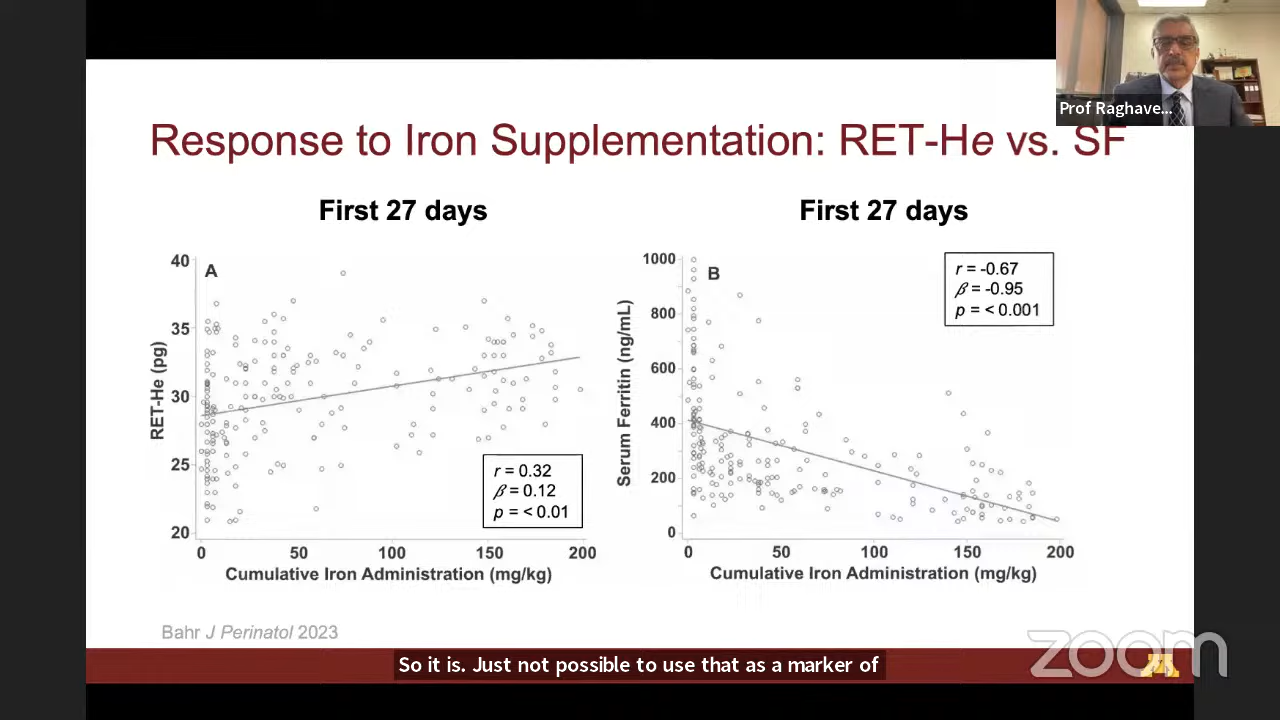 Prof Raghave...
Response to Iron Supplementation: RET-He vs. SF
First 27 days
First 27 days
A
40
35
30
25
20
RET-He (pg)
r = 0.32
β = 0.12
p = < 0.01
0 50 100 150 200
Cumulative Iron Administration (mg/kg)
B
1000
800
600
400
200
0
Serum Ferritin (ng/mL)
r = -0.67
β = -0.95
p = < 0.001
0 50 100 150 200
Cumulative Iron Administration (mg/kg)
Bahr J Perinatol 2023
zoom
So it is. Just not possible to use that as a marker of
M